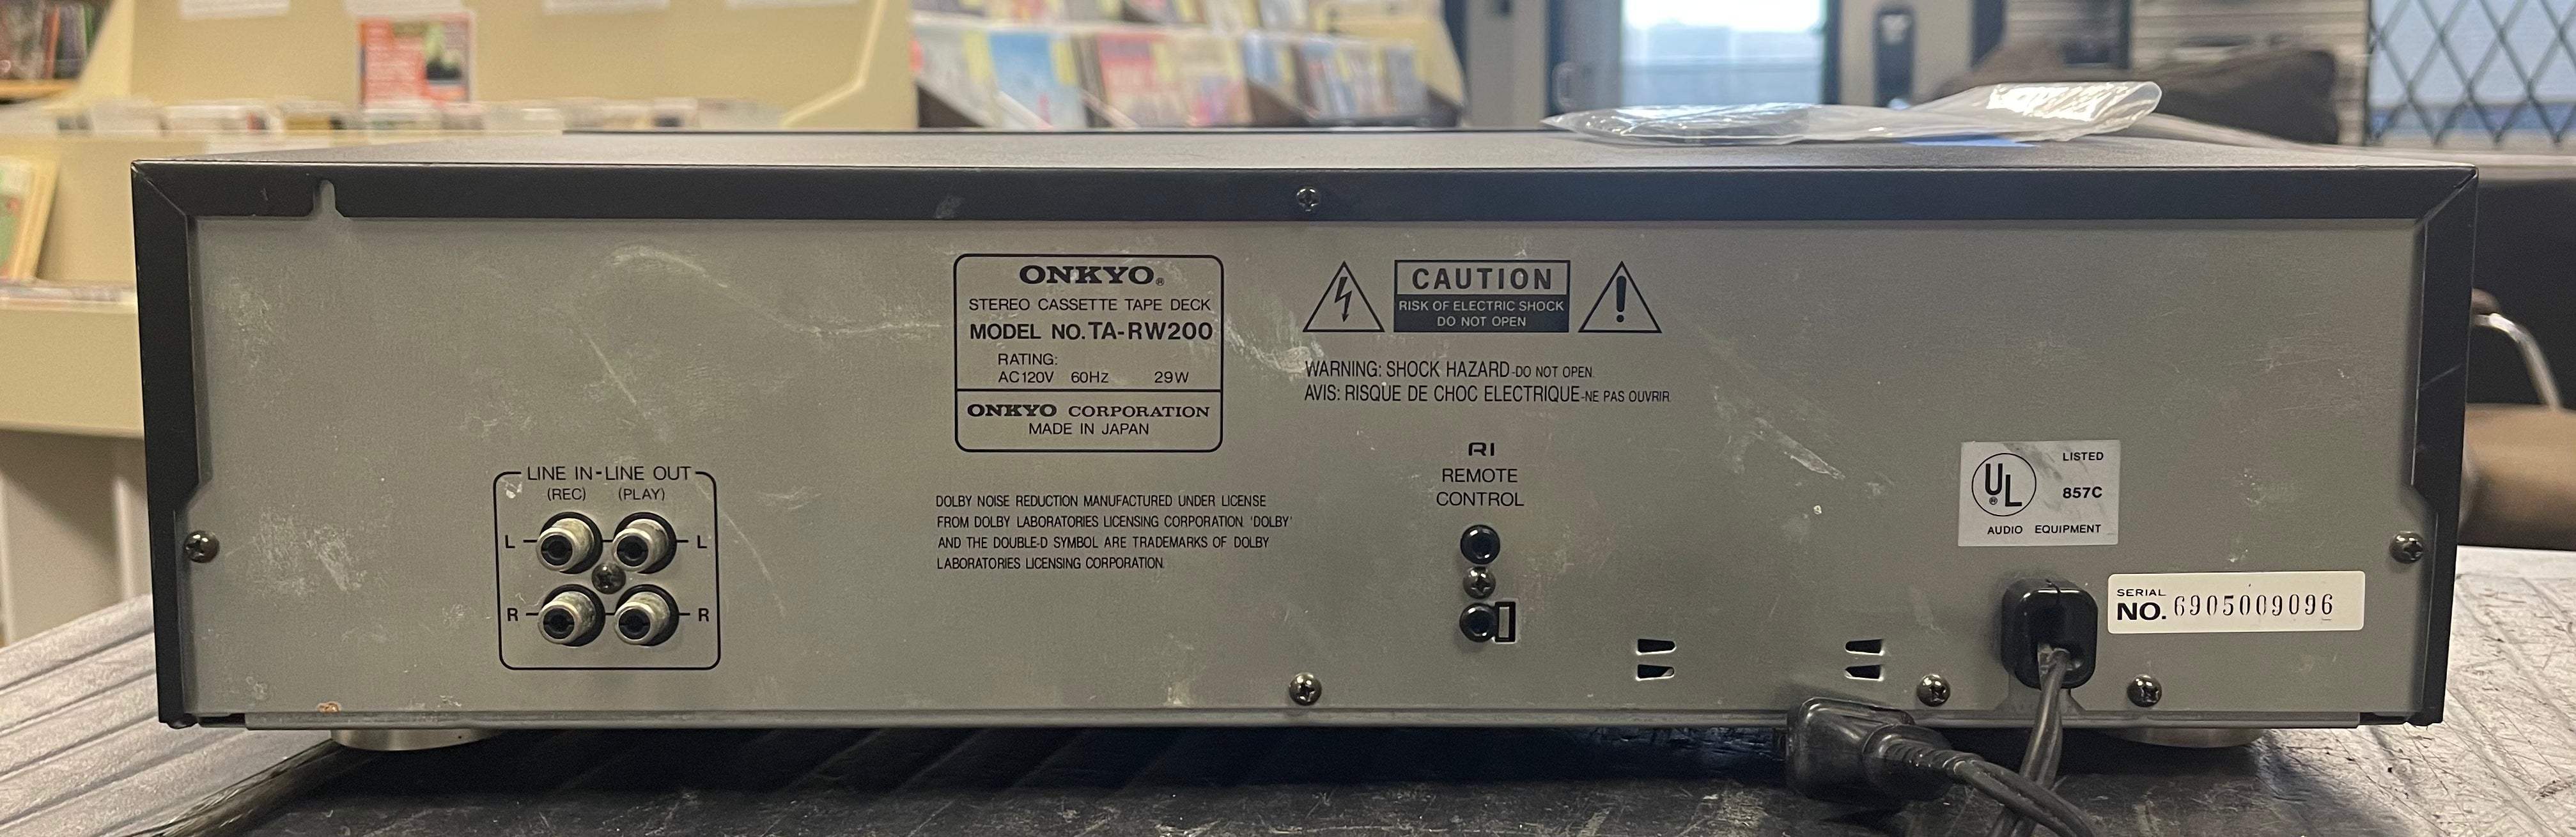 ONKYO®
STEREO CASSETTE TAPE DECK
MODEL NO. TA-RW200
RATING:
AC120V 60Hz 29W
ONKYO CORPORATION
MADE IN JAPAN
CAUTION
RISK OF ELECTRIC SHOCK
DO NOT OPEN
WARNING: SHOCK HAZARD-DO NOT OPEN.
AVIS: RISQUE DE CHOC ELECTRIQUE-NE PAS OUVRIR.
LINE IN-LINE OUT
(REC) (PLAY)
L L
R R
DOLBY NOISE REDUCTION MANUFACTURED UNDER LICENSE
FROM DOLBY LABORATORIES LICENSING CORPORATION. 'DOLBY'
AND THE DOUBLE-D SYMBOL ARE TRADEMARKS OF DOLBY
LABORATORIES LICENSING CORPORATION.
RI
REMOTE
CONTROL
UL®
LISTED
857C
AUDIO EQUIPMENT
SERIAL
NO. 6905009096